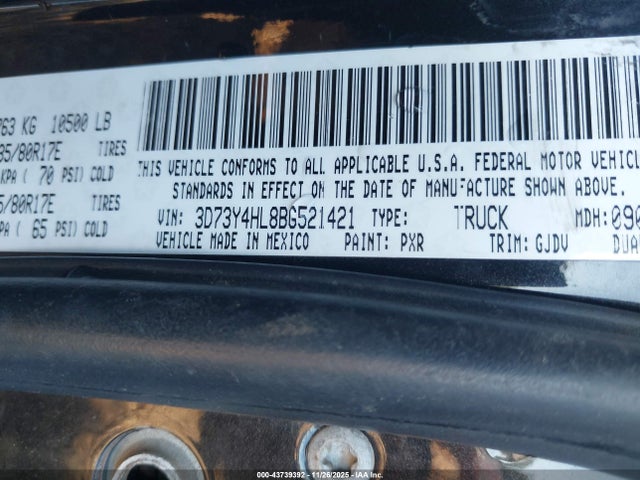 763 KG 10500 LB
35/80R17E TIRES
KPA ( 70 PSI) COLD
5/80R17E TIRES
PA ( 65 PSI) COLD
THIS VEHICLE CONFORMS TO ALL APPLICABLE U.S.A. FEDERAL MOTOR VEHICL
STANDARDS IN EFFECT ON THE DATE OF MANUFACTURE SHOWN ABOVE.
VIN: 3D73Y4HL8BG521421 TYPE: TRUCK MDH: 090
VEHICLE MADE IN MEXICO PAINT: PXR TRIM: GJDV DUA
000-43739392 11/26/2025 IAA Inc.